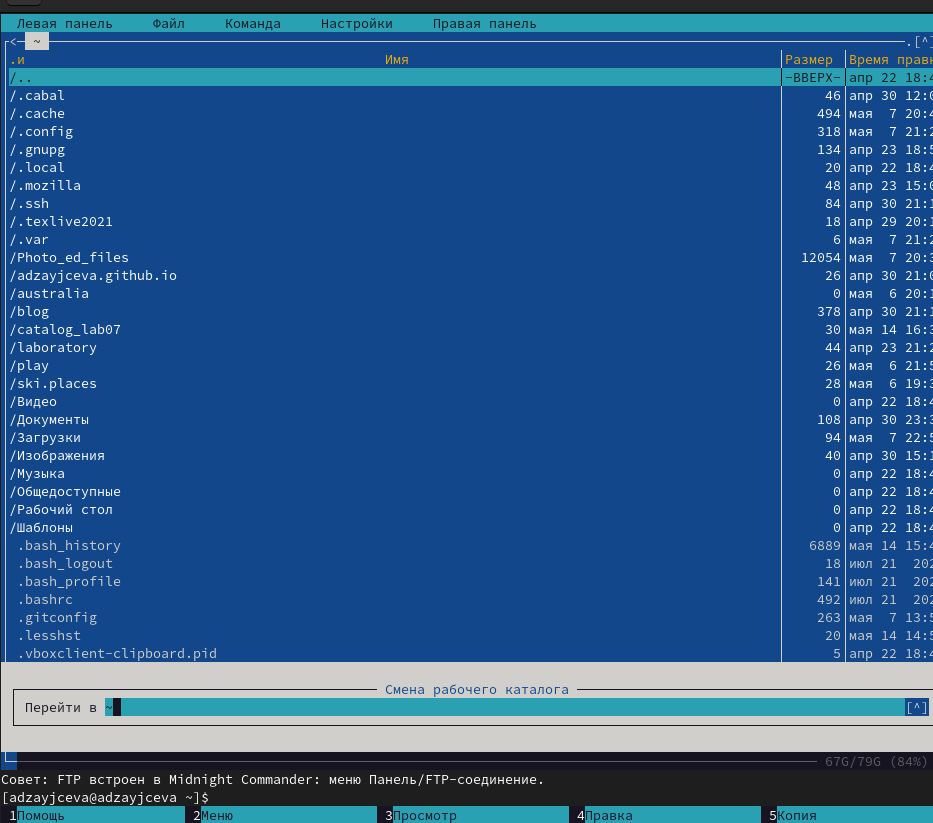 Левая панель Файл Команда Настройки Правая панель
<─ ~ .[^]
.и Имя Размер Время правк
/.. -ВВЕРХ- апр 22 18:4
/.cabal 46 апр 30 12:0
/.cache 494 мая 7 20:4
/.config 318 мая 7 21:2
/.gnupg 134 апр 23 18:5
/.local 20 апр 22 18:4
/.mozilla 48 апр 23 15:0
/.ssh 84 апр 30 21:1
/.texlive2021 18 апр 29 20:1
/.var 6 мая 7 21:2
/Photo_ed_files 12054 мая 7 20:3
/adzayjceva.github.io 26 апр 30 21:0
/australia 0 мая 6 20:1
/blog 378 апр 30 21:1
/catalog_lab07 30 мая 14 16:3
/laboratory 44 апр 23 21:2
/play 26 мая 6 21:5
/ski.places 28 мая 6 19:3
/Видео 0 апр 22 18:4
/Документы 108 апр 30 23:3
/Загрузки 94 мая 7 22:5
/Изображения 40 апр 30 15:1
/Музыка 0 апр 22 18:4
/Общедоступные 0 апр 22 18:4
/Рабочий стол 0 апр 22 18:4
/Шаблоны 0 апр 22 18:4
.bash_history 6889 мая 14 15:4
.bash_logout 18 июл 21 202
.bash_profile 141 июл 21 202
.bashrc 492 июл 21 202
.gitconfig 263 мая 7 13:5
.lesshst 20 мая 14 14:5
.vboxclient-clipboard.pid 5 апр 22 18:4
Смена рабочего каталога
Перейти в ~ [^]
67G/79G (84%)
Совет: FTP встроен в Midnight Commander: меню Панель/FTP-соединение.
[adzayjceva@adzayjceva ~]$
1Помощь 2Меню 3Просмотр 4Правка 5Копия